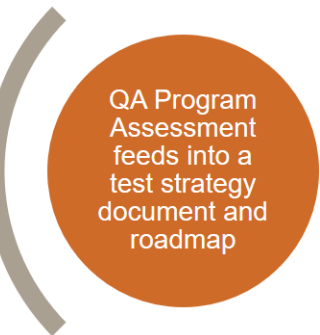 QA Program
Assessment
feeds into a
test strategy
document and
roadmap